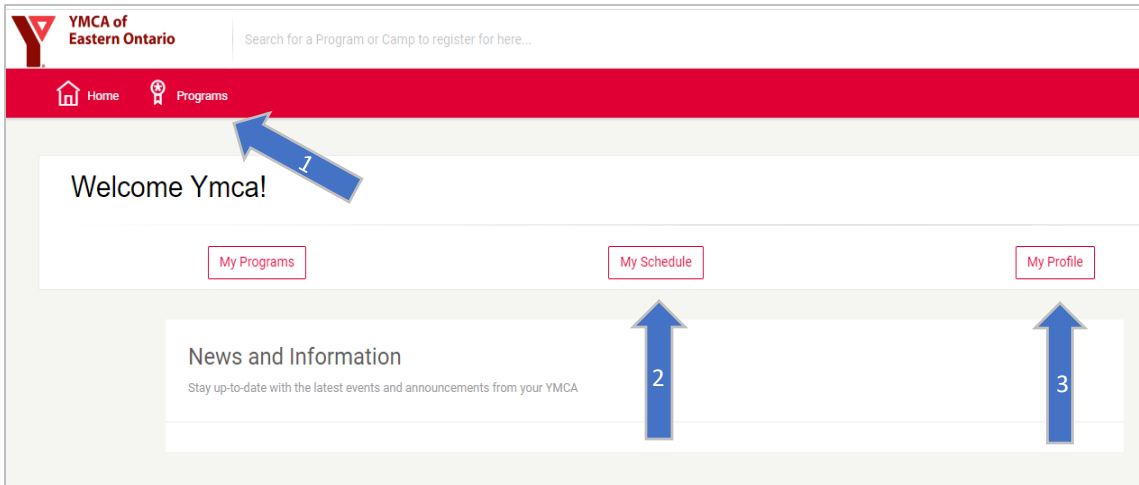 YMCA of
Eastern Ontario
Search for a Program or Camp to register for here...
Home
Programs
1
Welcome Ymca!
My Programs
My Schedule
My Profile
News and Information
Stay up-to-date with the latest events and announcements from your YMCA
2
3